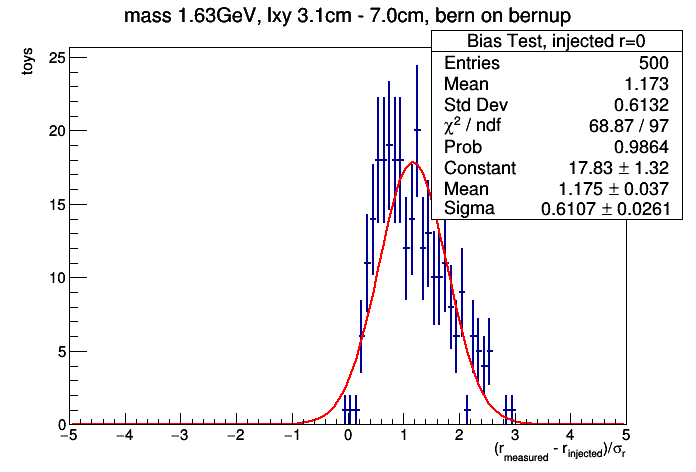 mass 1.63GeV, lxy 3.1cm - 7.0cm, bern on bernup
Bias Test, injected r=0
Entries 500
Mean 1.173
Std Dev 0.6132
χ² / ndf 68.87 / 97
Prob 0.9864
Constant 17.83 ± 1.32
Mean 1.175 ± 0.037
Sigma 0.6107 ± 0.0261
toys
25
20
15
10
5
0
−5 −4 −3 −2 −1 0 1 2 3 4 5
(r_measured - r_injected)/σ_r